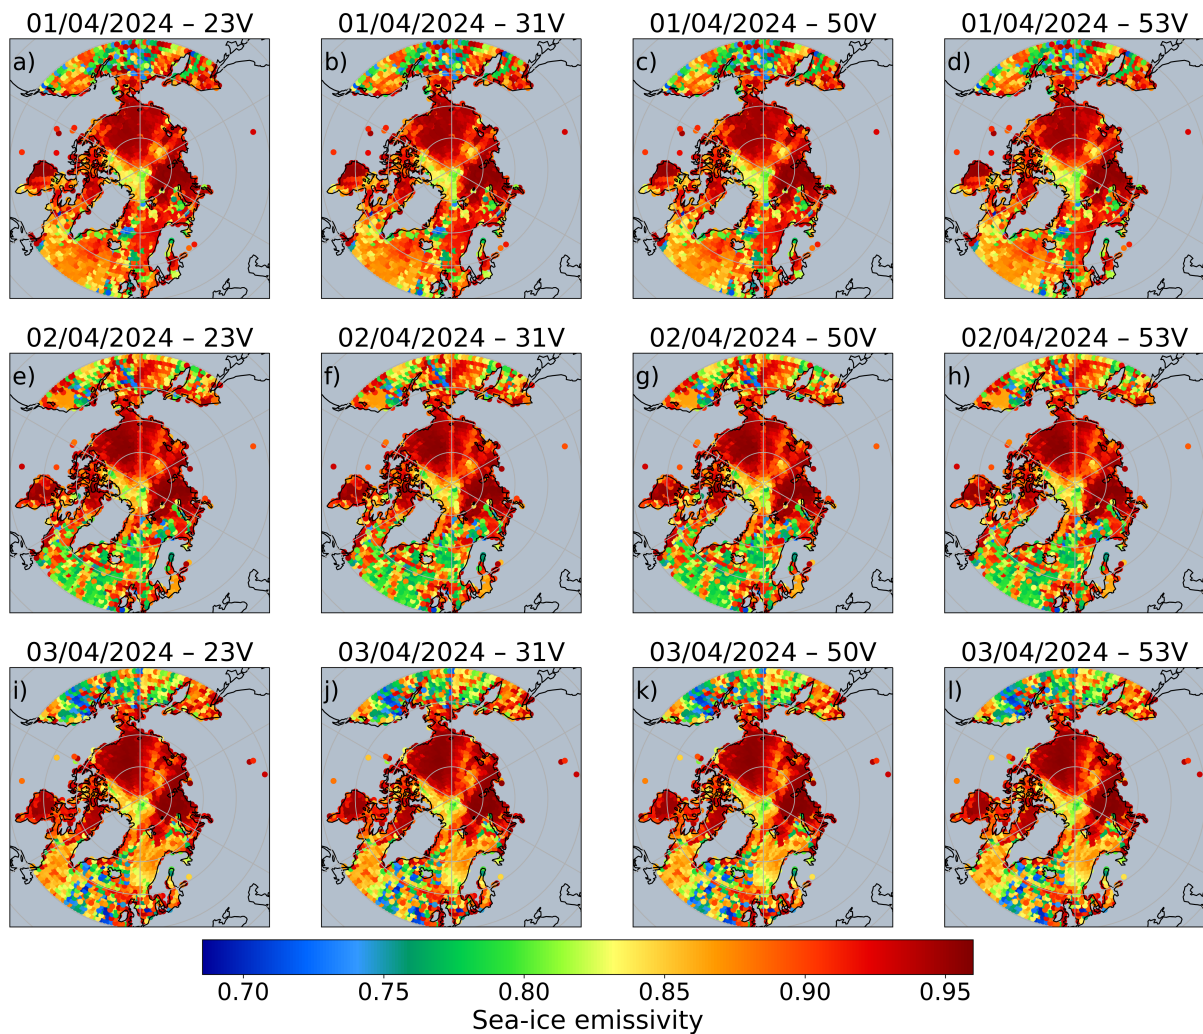 01/04/2024 – 23V
01/04/2024 – 31V
01/04/2024 – 50V
01/04/2024 – 53V
a)
b)
c)
d)
02/04/2024 – 23V
02/04/2024 – 31V
02/04/2024 – 50V
02/04/2024 – 53V
e)
f)
g)
h)
03/04/2024 – 23V
03/04/2024 – 31V
03/04/2024 – 50V
03/04/2024 – 53V
i)
j)
k)
l)
0.70 0.75 0.80 0.85 0.90 0.95
Sea-ice emissivity